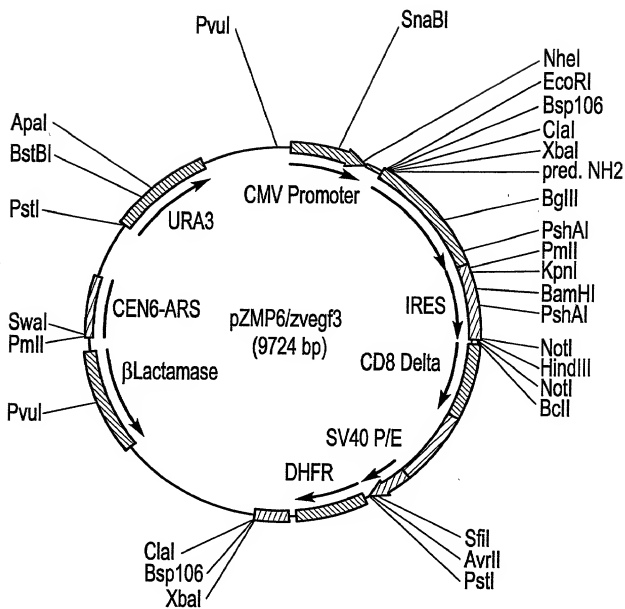 PvuI
SnaBI
NheI
EcoRI
Bsp106
ClaI
XbaI
pred. NH2
BglII
PshAI
PmlI
KpnI
BamHI
PshAI
NotI
HindIII
NotI
BclI
SfiI
AvrII
PstI
XbaI
Bsp106
ClaI
PvuI
PmlI
SwaI
PstI
BstBI
ApaI
CMV Promoter
IRES
CD8 Delta
SV40 P/E
DHFR
βLactamase
CEN6-ARS
URA3
pZMP6/zvegf3
(9724 bp)